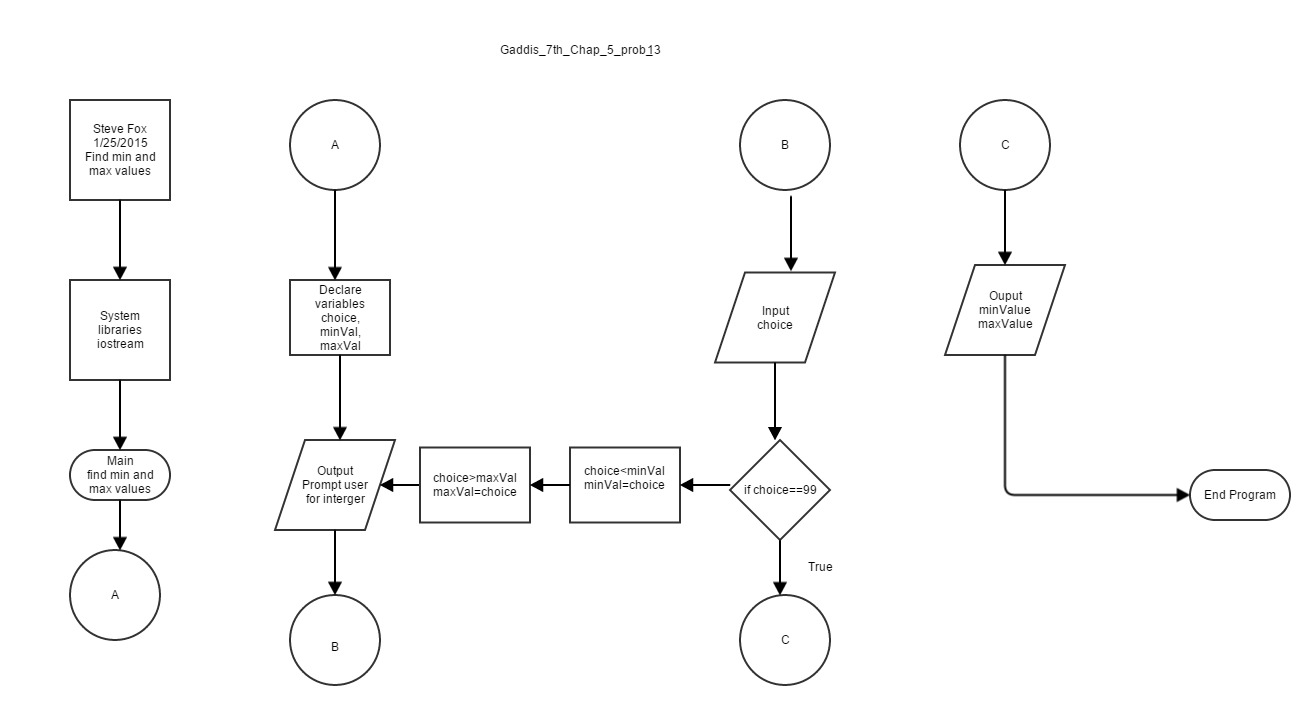 Gaddis_7th_Chap_5_prob_13
Steve Fox
1/25/2015
Find min and
max values
System
libraries
iostream
Main
find min and
max values
A
A
Declare
variables
choice,
minVal,
maxVal
Output
Prompt user
for interger
B
choice>maxVal
maxVal=choice
choice<minVal
minVal=choice
B
Input
choice
if choice==99
True
C
C
Ouput
minValue
maxValue
End Program